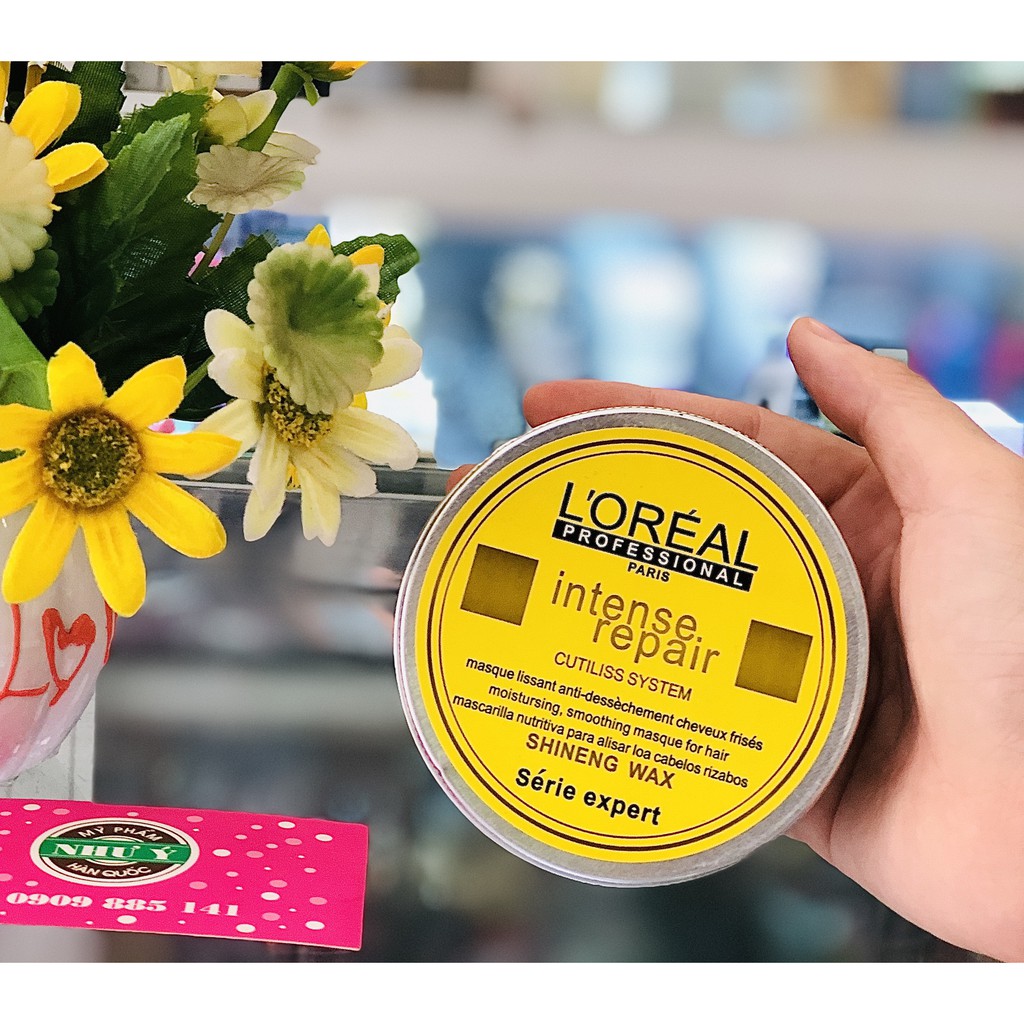 L'ORÉAL
PROFESSIONAL
PARIS
intense
repair
CUTILISS SYSTEM
masque lissant anti-dessèchement cheveux frisés
moistursing, smoothing masque for hair
mascarilla nutritiva para alisar loa cabelos rizabos
SHINENG WAX
Série expert
MỸ PHẨM
NHƯ Ý
HÀN QUỐC
0909 885 141